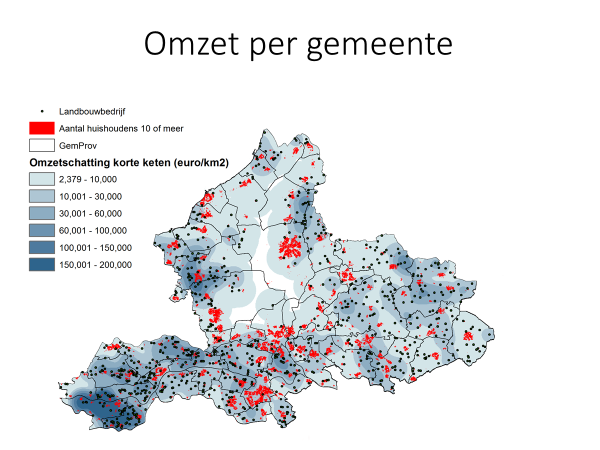 Omzet per gemeente
Landbouwbedrijf
Aantal huishoudens 10 of meer
GemProv
Omzetschatting korte keten (euro/km2)
2,379 - 10,000
10,001 - 30,000
30,001 - 60,000
60,001 - 100,000
100,001 - 150,000
150,001 - 200,000